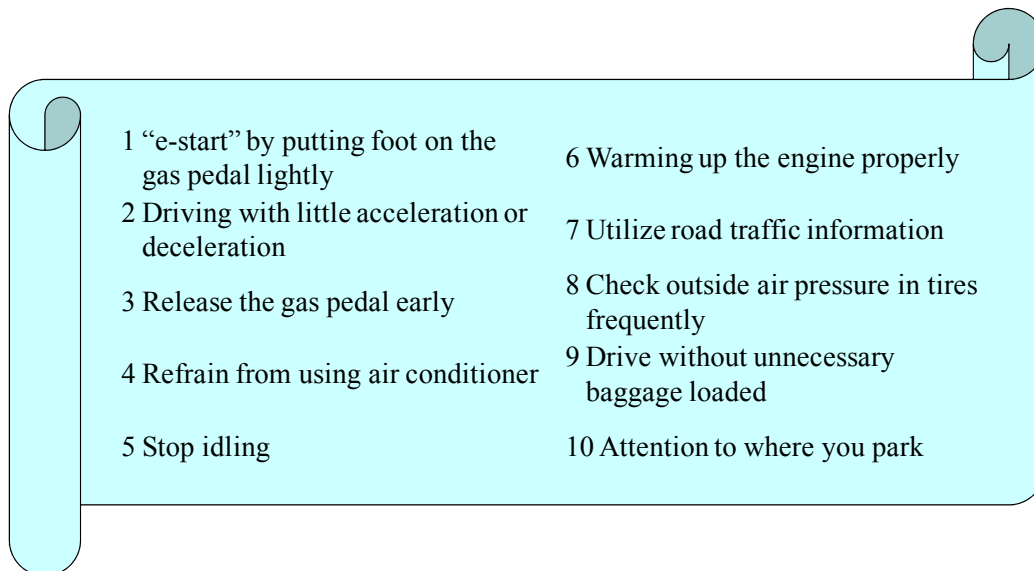 1 “e-start” by putting foot on the
gas pedal lightly
2 Driving with little acceleration or
deceleration
3 Release the gas pedal early
4 Refrain from using air conditioner
5 Stop idling
6 Warming up the engine properly
7 Utilize road traffic information
8 Check outside air pressure in tires
frequently
9 Drive without unnecessary
baggage loaded
10 Attention to where you park